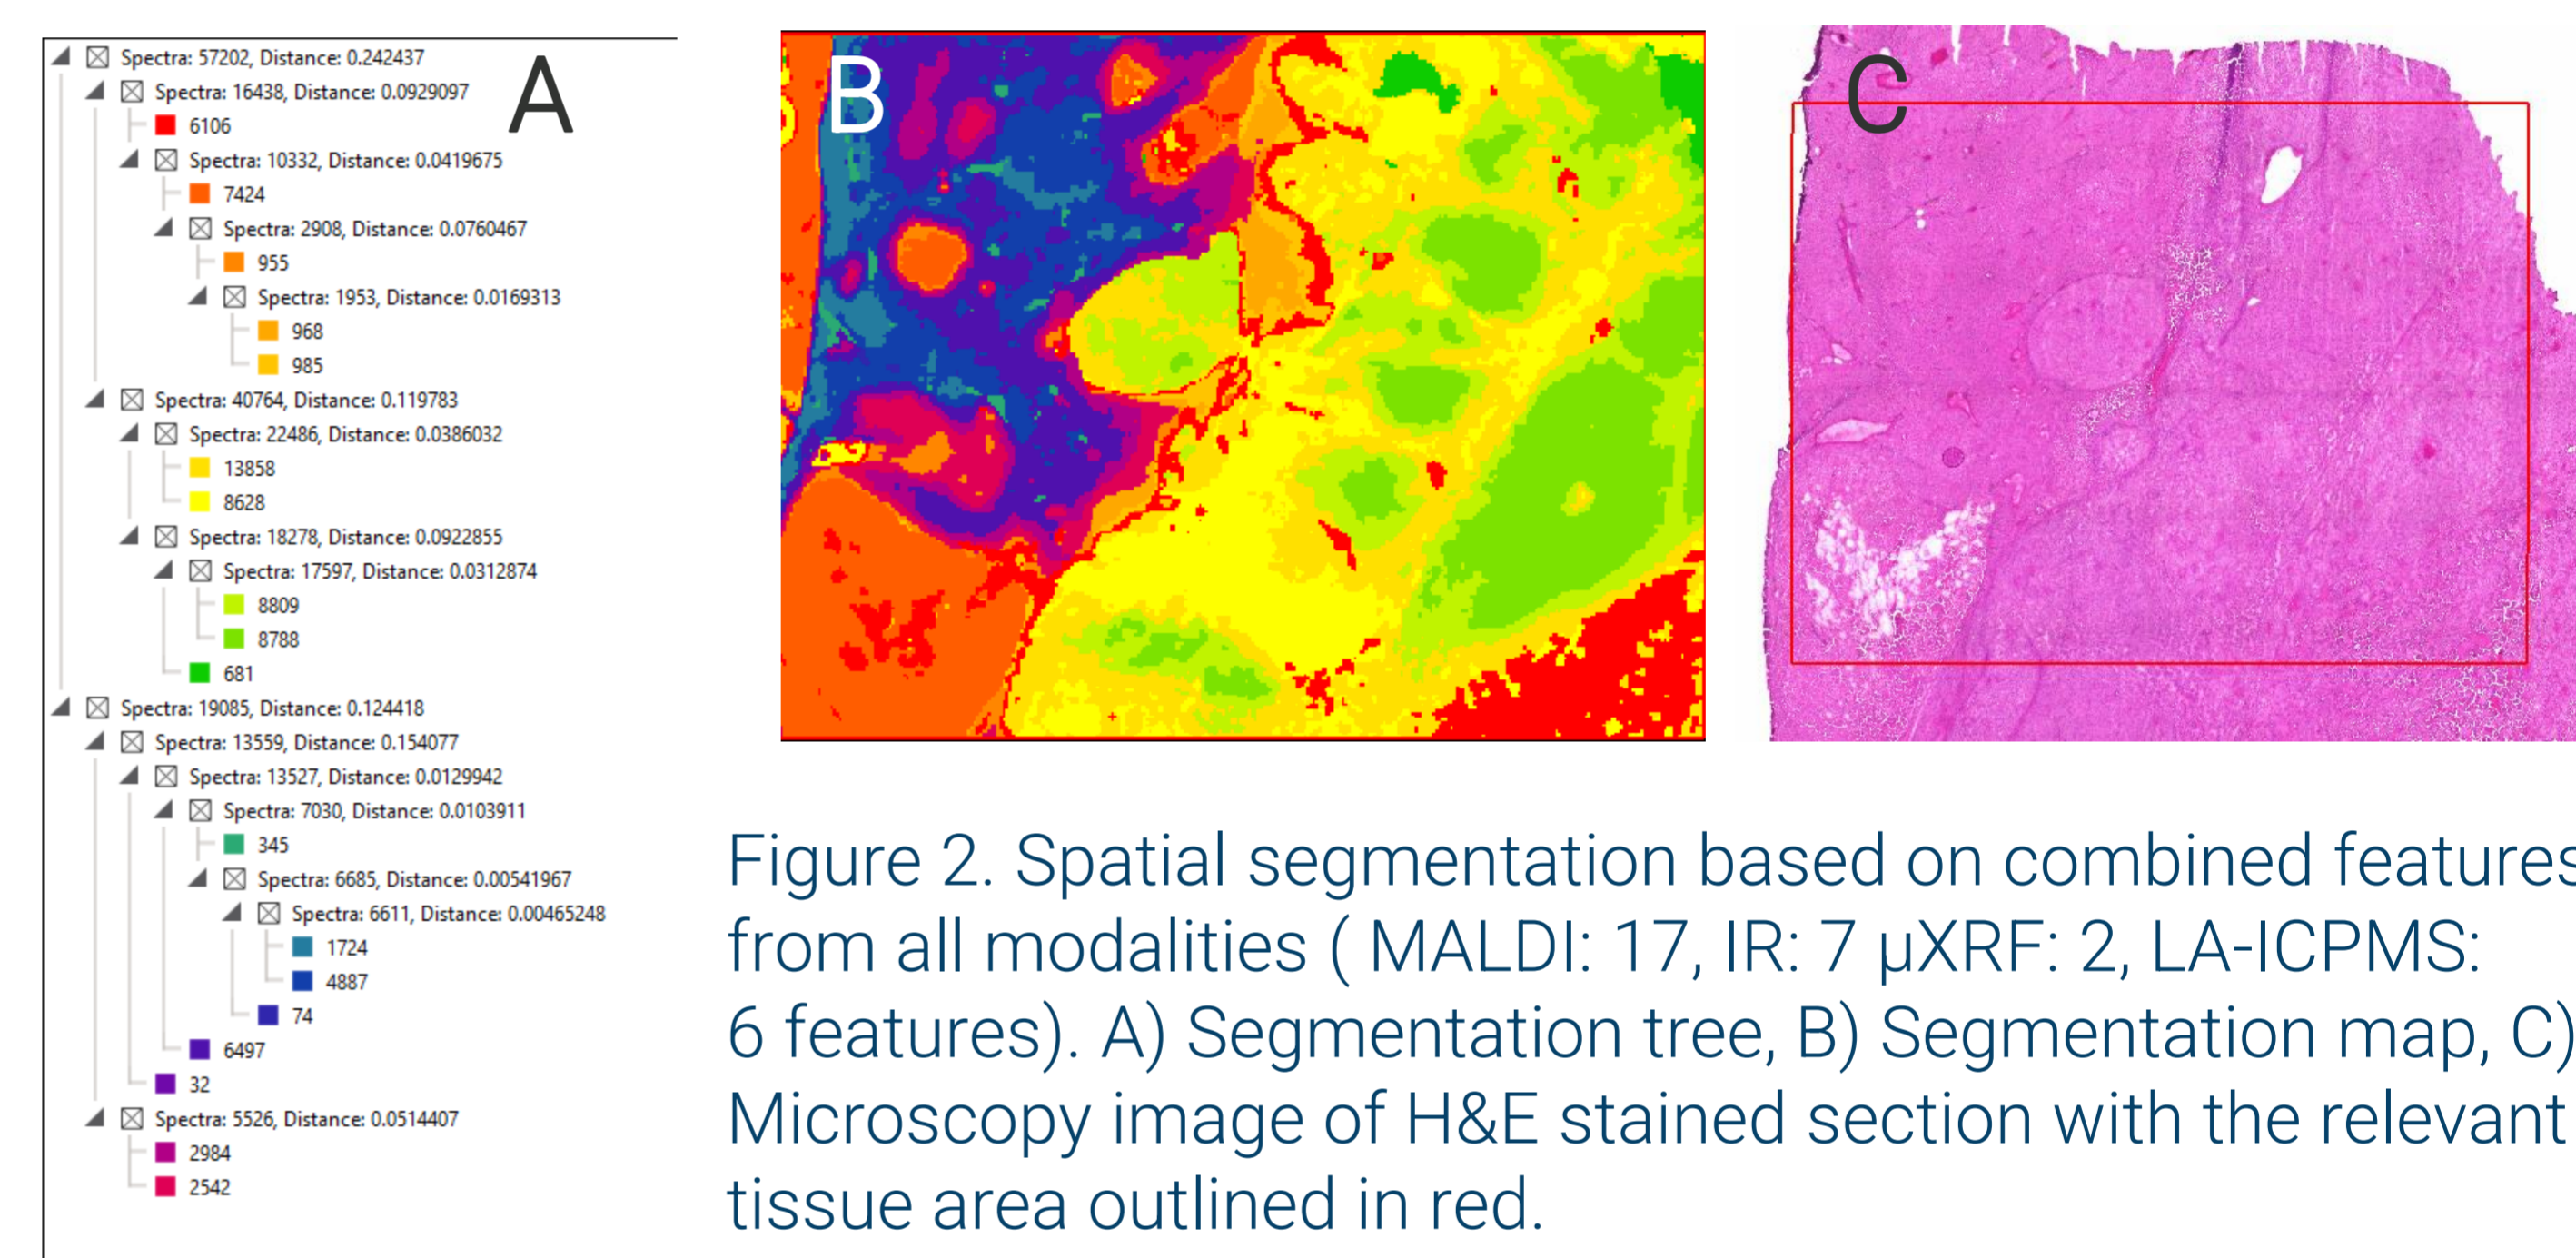 Spectra: 57202, Distance: 0.242437
Spectra: 16438, Distance: 0.0929097
6106
Spectra: 10332, Distance: 0.0419675
7424
Spectra: 2908, Distance: 0.0760467
955
Spectra: 1953, Distance: 0.0169313
968
985
Spectra: 40764, Distance: 0.119783
Spectra: 22486, Distance: 0.0386032
13858
8628
Spectra: 18278, Distance: 0.0922855
Spectra: 17597, Distance: 0.0312874
8809
8788
681
Spectra: 19085, Distance: 0.124418
Spectra: 13559, Distance: 0.154077
Spectra: 13527, Distance: 0.0129942
Spectra: 7030, Distance: 0.0103911
345
Spectra: 6685, Distance: 0.00541967
Spectra: 6611, Distance: 0.00465248
1724
4887
74
6497
32
Spectra: 5526, Distance: 0.0514407
2984
2542
A
B
C
Figure 2. Spatial segmentation based on combined features
from all modalities ( MALDI: 17, IR: 7 µXRF: 2, LA-ICPMS:
6 features). A) Segmentation tree, B) Segmentation map, C)
Microscopy image of H&E stained section with the relevant
tissue area outlined in red.